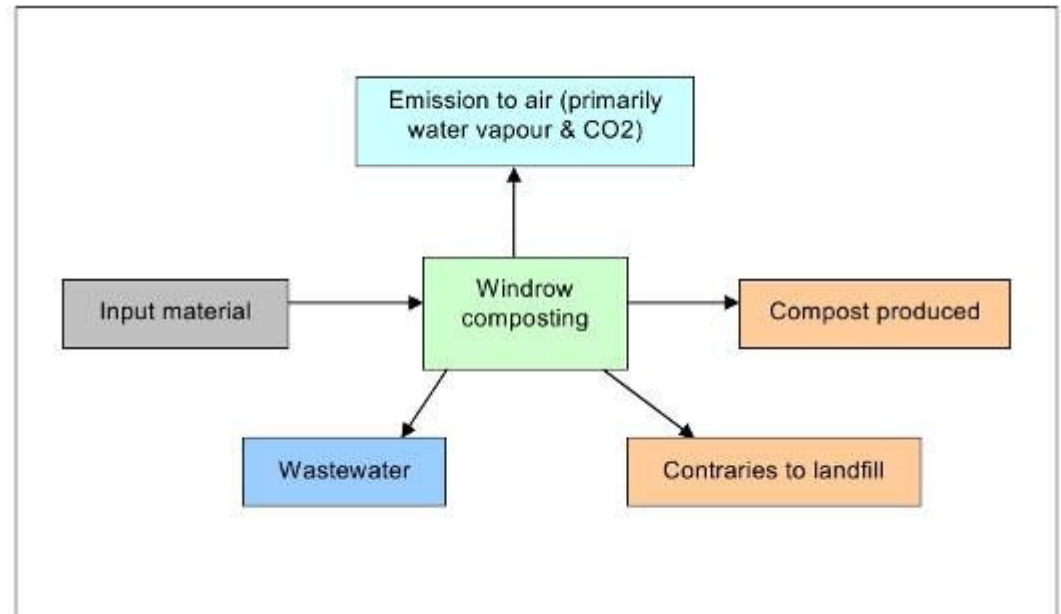 Emission to air (primarily
water vapour & CO2)
Windrow
composting
Input material
Compost produced
Wastewater
Contraries to landfill